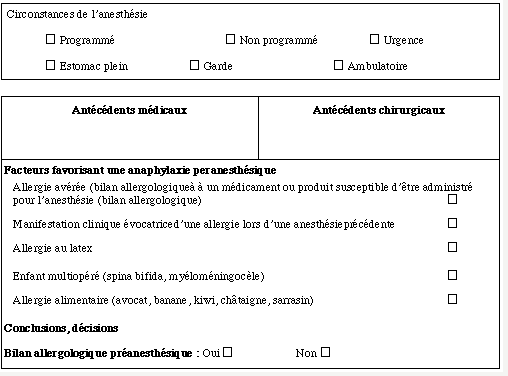 Circonstances de l'anesthésie
☐ Programmé ☐ Non programmé ☐ Urgence
☐ Estomac plein ☐ Garde ☐ Ambulatoire
Antécédents médicaux Antécédents chirurgicaux
Facteurs favorisant une anaphylaxie peranesthésique
Allergie avérée (bilan allergologiqueà à un médicament ou produit susceptible d'être administré
pour l'anesthésie (bilan allergologique) ☐
Manifestation clinique évocatriced'une allergie lors d'une anesthésieprécédente ☐
Allergie au latex ☐
Enfant multiopéré (spina bifida, myéloméningocèle) ☐
Allergie alimentaire (avocat, banane, kiwi, châtaigne, sarrasin) ☐
Conclusions, décisions
Bilan allergologique préanesthésique : Oui ☐ Non ☐